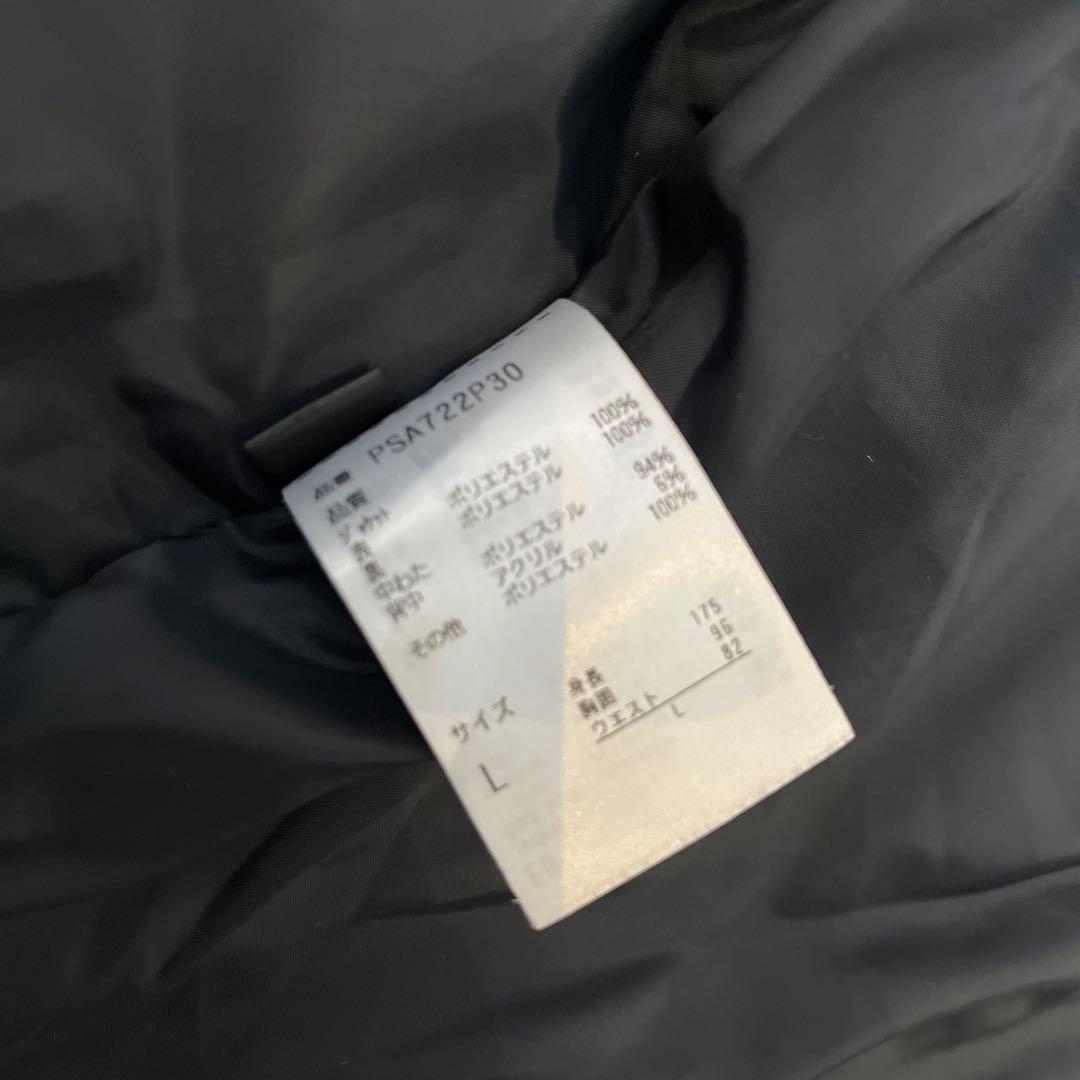 品番 PSA722P30
品質
ジャケット
表 ポリエステル 100%
裏 ポリエステル 100%
中わた
背中 ポリエステル 94%
アクリル 6%
その他 ポリエステル 100%
サイズ
L
身長 175
胸囲 96
ウエスト 82
L